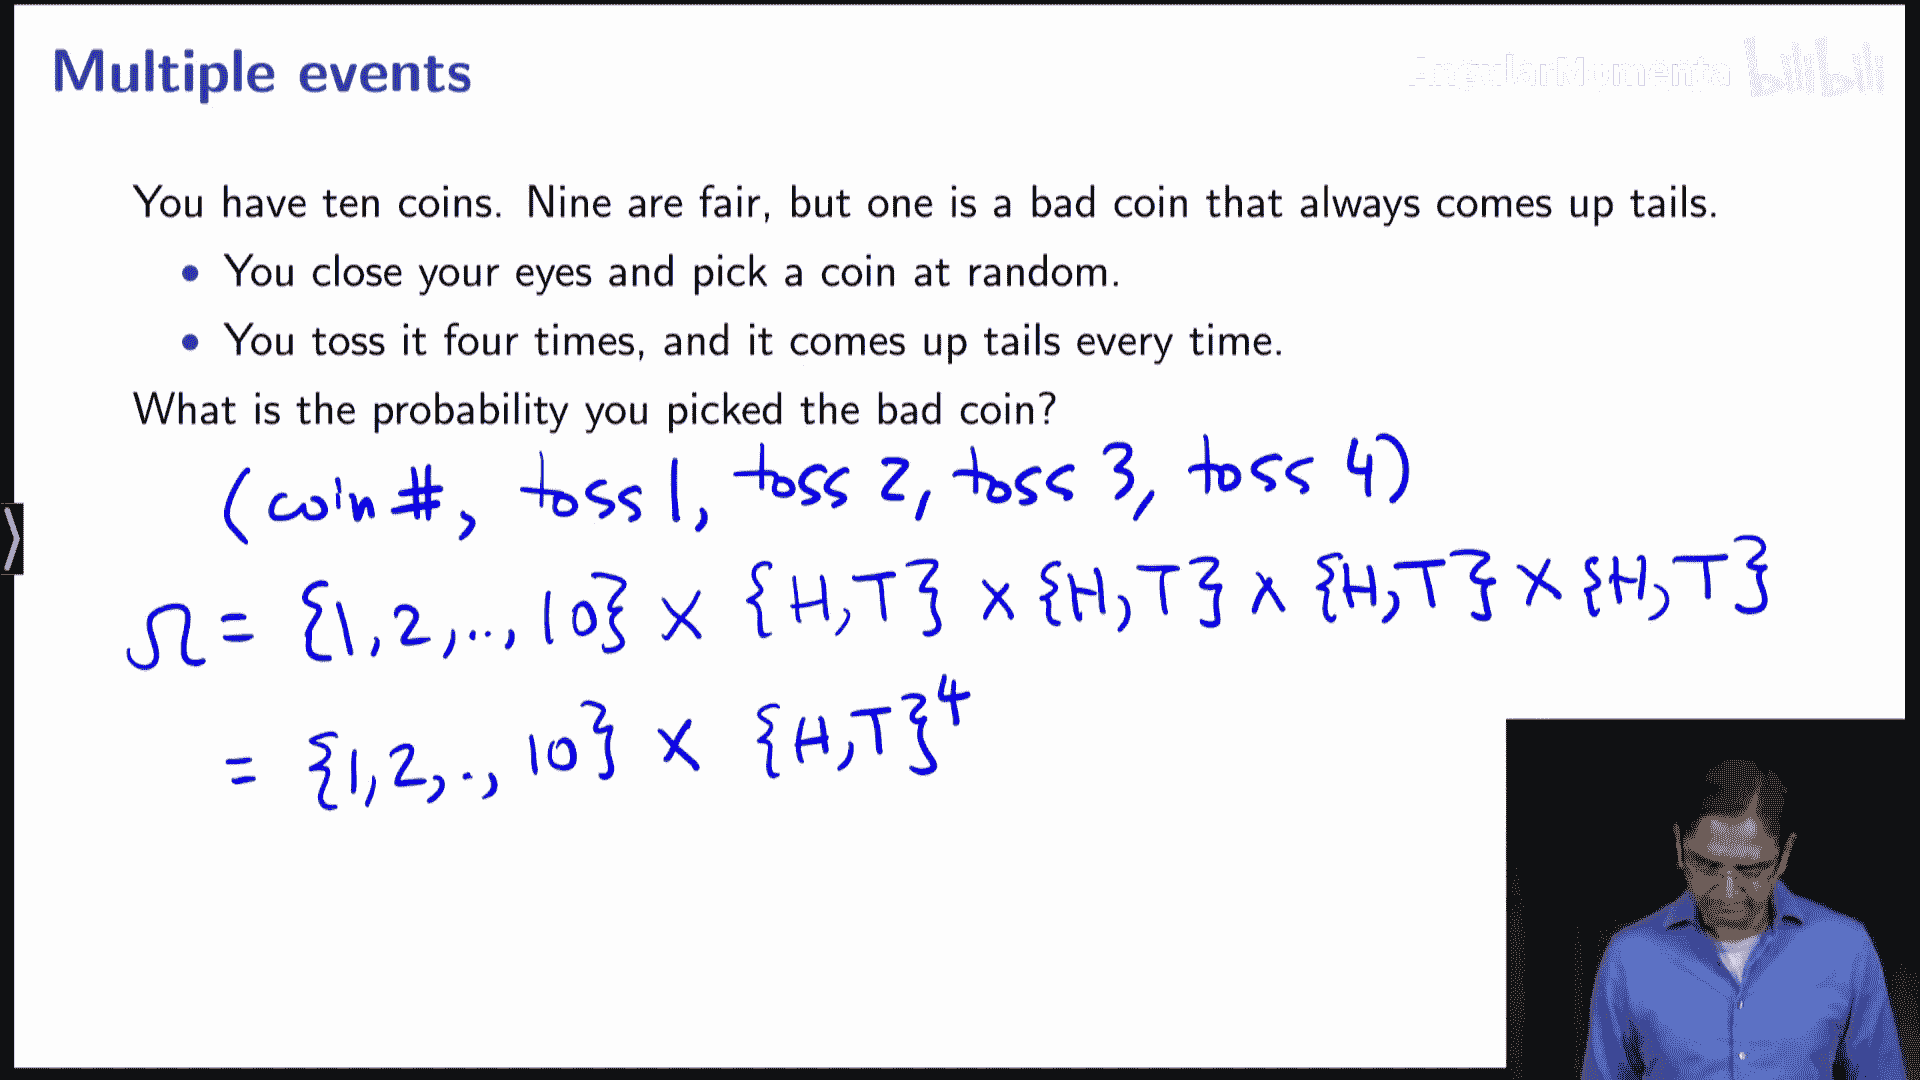 Multiple events
AngularMomenta bilibili
You have ten coins. Nine are fair, but one is a bad coin that always comes up tails.
• You close your eyes and pick a coin at random.
• You toss it four times, and it comes up tails every time.
What is the probability you picked the bad coin?
(coin #, toss 1, toss 2, toss 3, toss 4)
Ω = {1,2,..,10} × {H,T} × {H,T} × {H,T} × {H,T}
= {1,2,..,10} × {H,T}⁴